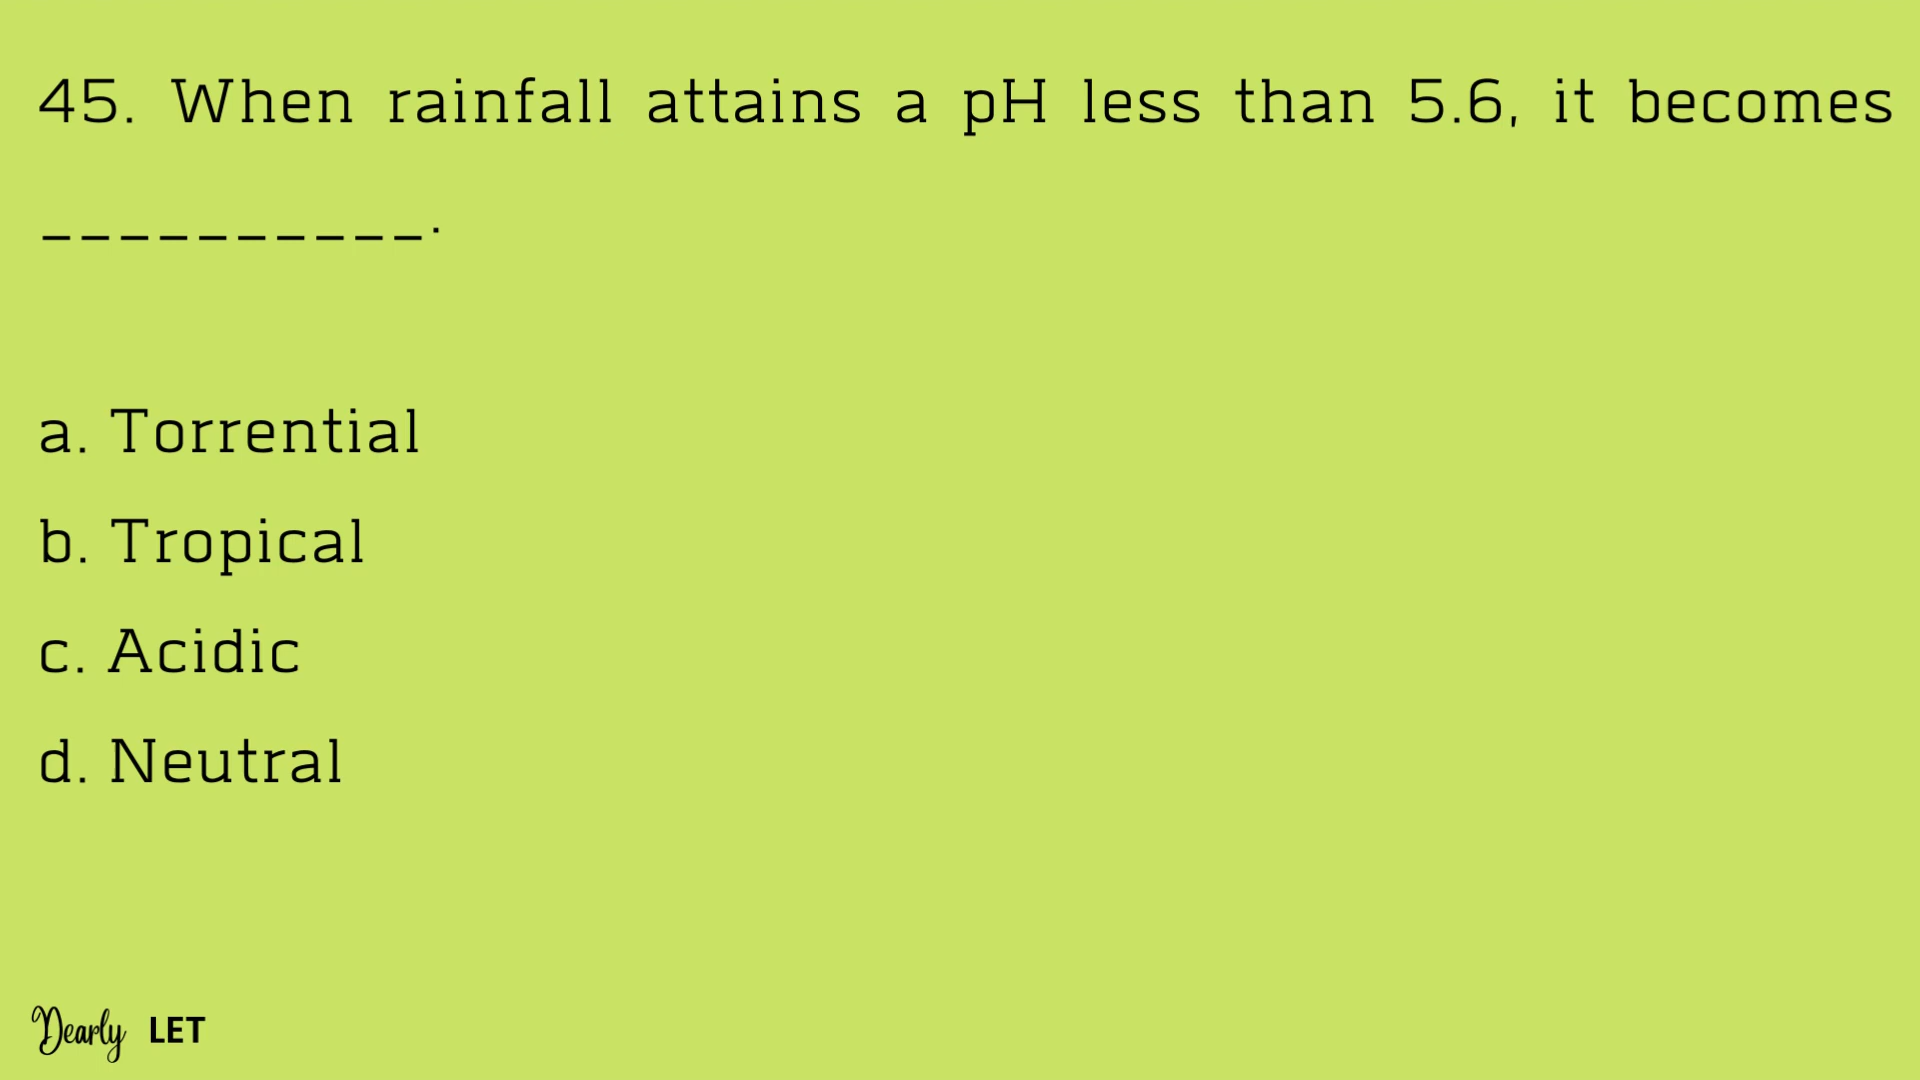 45. When rainfall attains a pH less than 5.6, it becomes
__________.
a. Torrential
b. Tropical
c. Acidic
d. Neutral
Dearly LET